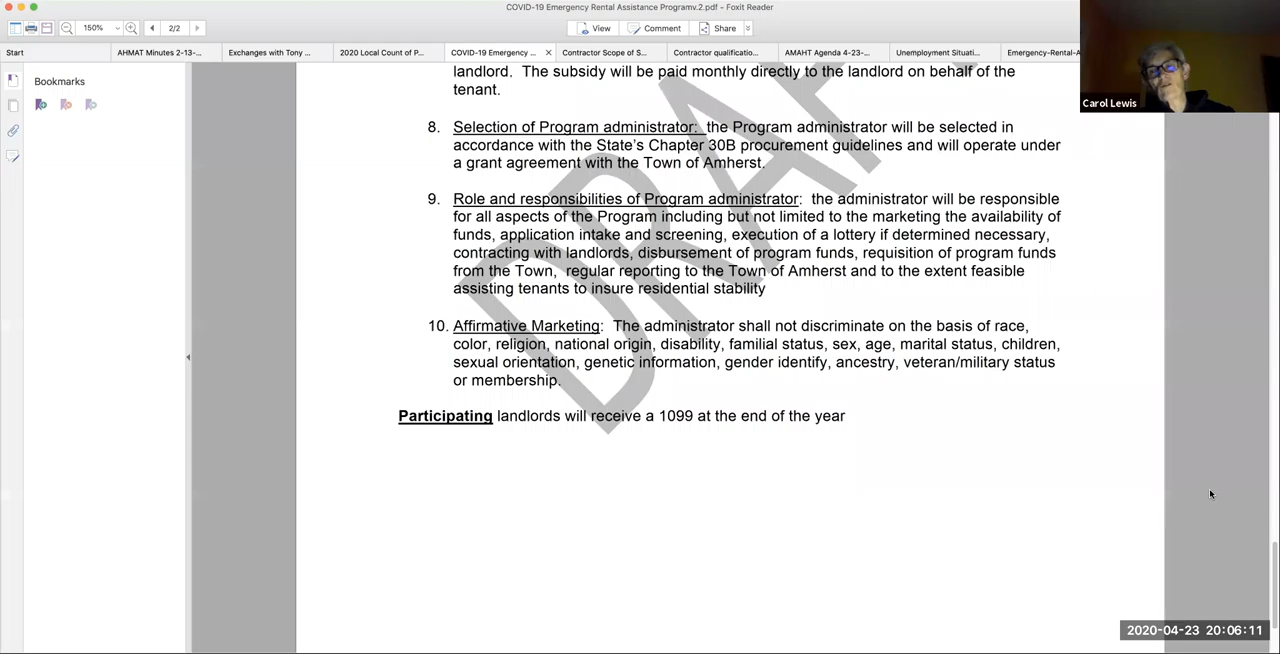 COVID-19 Emergency Rental Assistance Programv.2.pdf - Foxit Reader
150%
2/2
View
Comment
Share
Start
AHMAT Minutes 2-13-...
Exchanges with Tony ...
2020 Local Count of P...
COVID-19 Emergency ...
Contractor Scope of S...
Contractor qualificatio...
AMAHT Agenda 4-23-...
Unemployment Situati...
Emergency-Rental-A
Bookmarks
Carol Lewis
landlord. The subsidy will be paid monthly directly to the landlord on behalf of the
tenant.
8. Selection of Program administrator: the Program administrator will be selected in
accordance with the State's Chapter 30B procurement guidelines and will operate under
a grant agreement with the Town of Amherst.
9. Role and responsibilities of Program administrator: the administrator will be responsible
for all aspects of the Program including but not limited to the marketing the availability of
funds, application intake and screening, execution of a lottery if determined necessary,
contracting with landlords, disbursement of program funds, requisition of program funds
from the Town, regular reporting to the Town of Amherst and to the extent feasible
assisting tenants to insure residential stability
10. Affirmative Marketing: The administrator shall not discriminate on the basis of race,
color, religion, national origin, disability, familial status, sex, age, marital status, children,
sexual orientation, genetic information, gender identify, ancestry, veteran/military status
or membership.
Participating landlords will receive a 1099 at the end of the year
DRAFT
2020-04-23 20:06:11